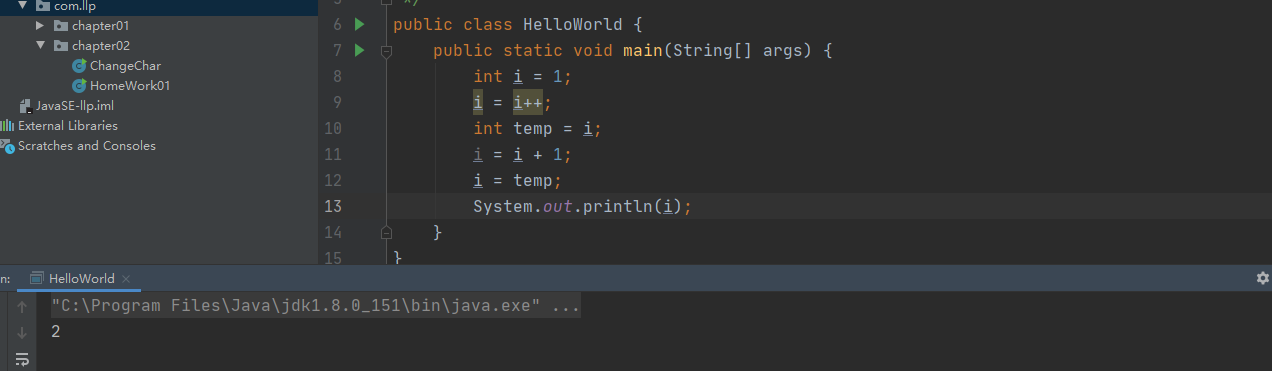 com.llp
chapter01
chapter02
ChangeChar
HomeWork01
JavaSE-llp.iml
External Libraries
Scratches and Consoles
5 */
6 public class HelloWorld {
7 public static void main(String[] args) {
8 int i = 1;
9 i = i++;
10 int temp = i;
11 i = i + 1;
12 i = temp;
13 System.out.println(i);
14 }
15 }
n: HelloWorld
"C:\Program Files\Java\jdk1.8.0_151\bin\java.exe" ...
2